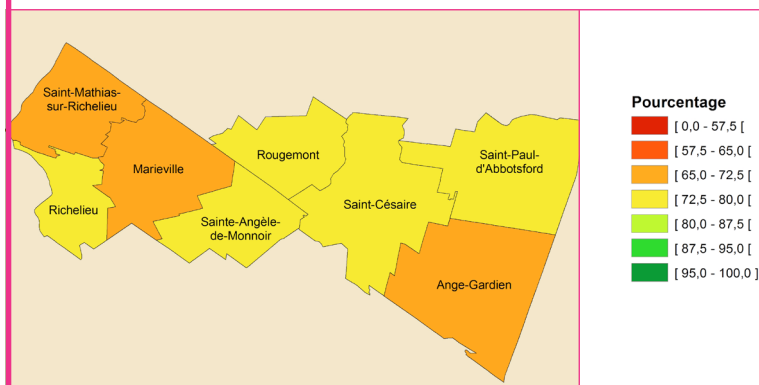 Saint-Mathias-
sur-Richelieu
Marieville
Richelieu
Rougemont
Sainte-Angèle-
de-Monnoir
Saint-Césaire
Saint-Paul-
d'Abbotsford
Ange-Gardien
Pourcentage
[ 0,0 - 57,5 [
[ 57,5 - 65,0 [
[ 65,0 - 72,5 [
[ 72,5 - 80,0 [
[ 80,0 - 87,5 [
[ 87,5 - 95,0 [
[ 95,0 - 100,0 ]